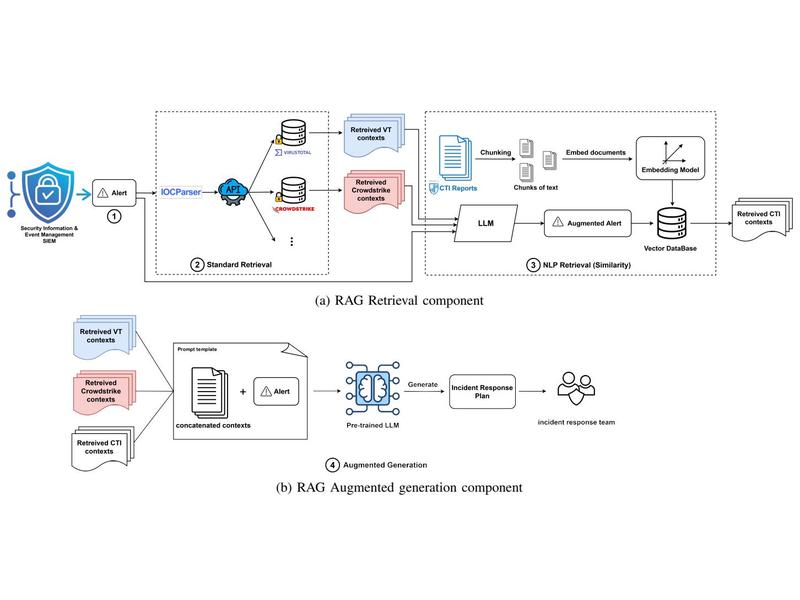 Security Information &
Event Management
SIEM
Alert
1
IOCParser
API
VIRUSTOTAL
CROWDSTRIKE
2 Standard Retrieval
Retreived VT
contexts
Retreived
Crowdstrike
contexts
CTI Reports
Chunking
Chunks of text
Embed documents
Embedding Model
LLM
Augmented Alert
Vector DataBase
3 NLP Retrieval (Similarity)
Retreived CTI
contexts
(a) RAG Retrieval component
Retreived VT
contexts
Retreived
Crowdstrike
contexts
Retreived CTI
contexts
Prompt template
concatenated contexts
+
Alert
Pre-trained LLM
Generate
Incident Response
Plan
incident response team
4 Augmented Generation
(b) RAG Augmented generation component